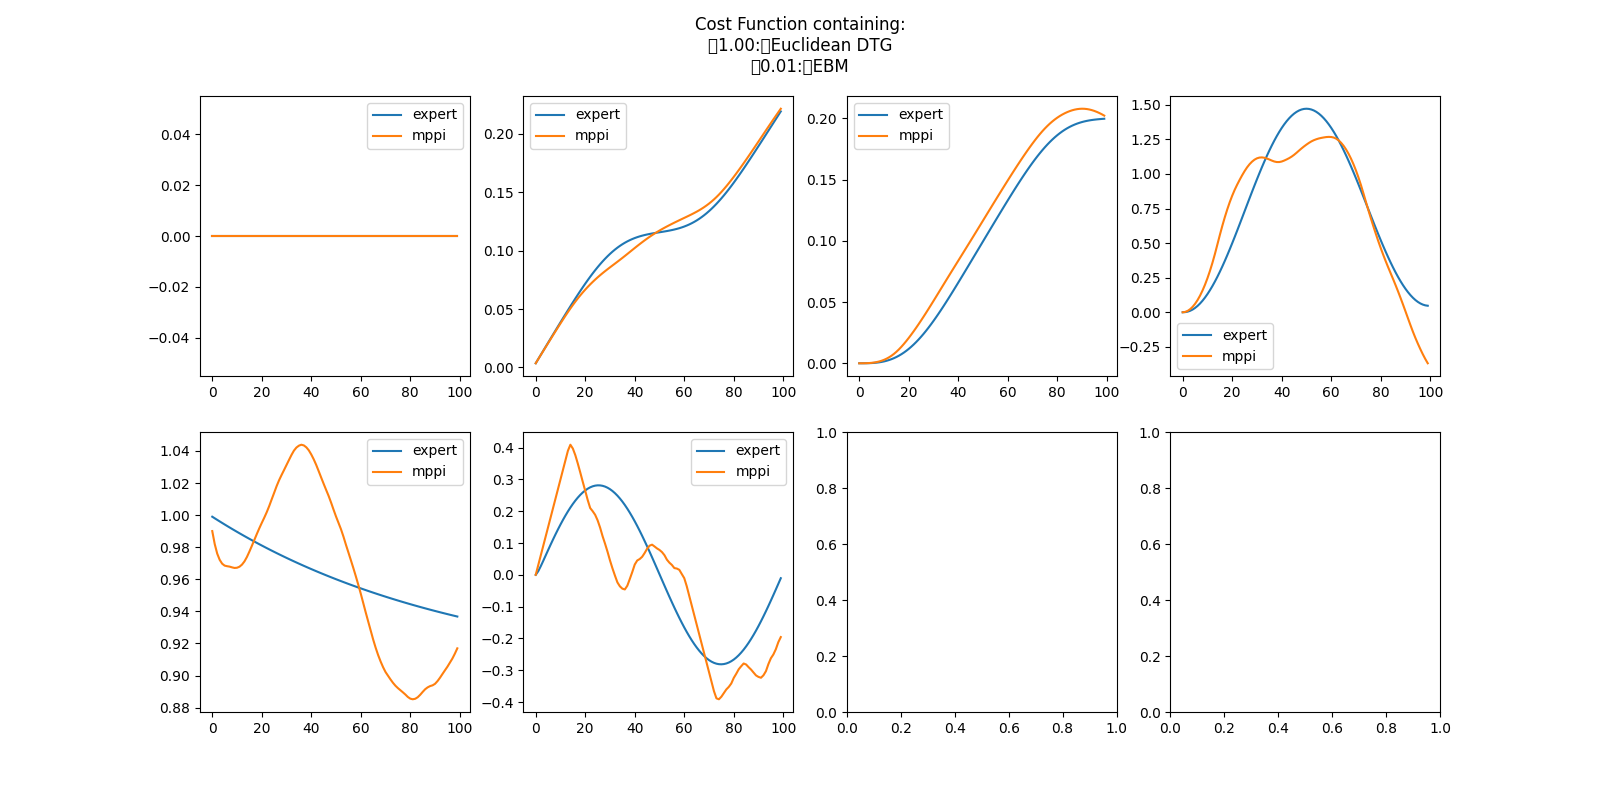 Cost Function containing:
1.00: Euclidean DTG
0.01: EBM
expert
mppi
0.04
0.02
0.00
−0.02
−0.04
0 20 40 60 80 100
expert
mppi
0.20
0.15
0.10
0.05
0.00
0 20 40 60 80 100
expert
mppi
0.20
0.15
0.10
0.05
0.00
0 20 40 60 80 100
1.50
1.25
1.00
0.75
0.50
0.25
0.00
−0.25
expert
mppi
0 20 40 60 80 100
expert
mppi
1.04
1.02
1.00
0.98
0.96
0.94
0.92
0.90
0.88
0 20 40 60 80 100
expert
mppi
0.4
0.3
0.2
0.1
0.0
−0.1
−0.2
−0.3
−0.4
0 20 40 60 80 100
1.0
0.8
0.6
0.4
0.2
0.0
0.0 0.2 0.4 0.6 0.8 1.0
1.0
0.8
0.6
0.4
0.2
0.0
0.0 0.2 0.4 0.6 0.8 1.0